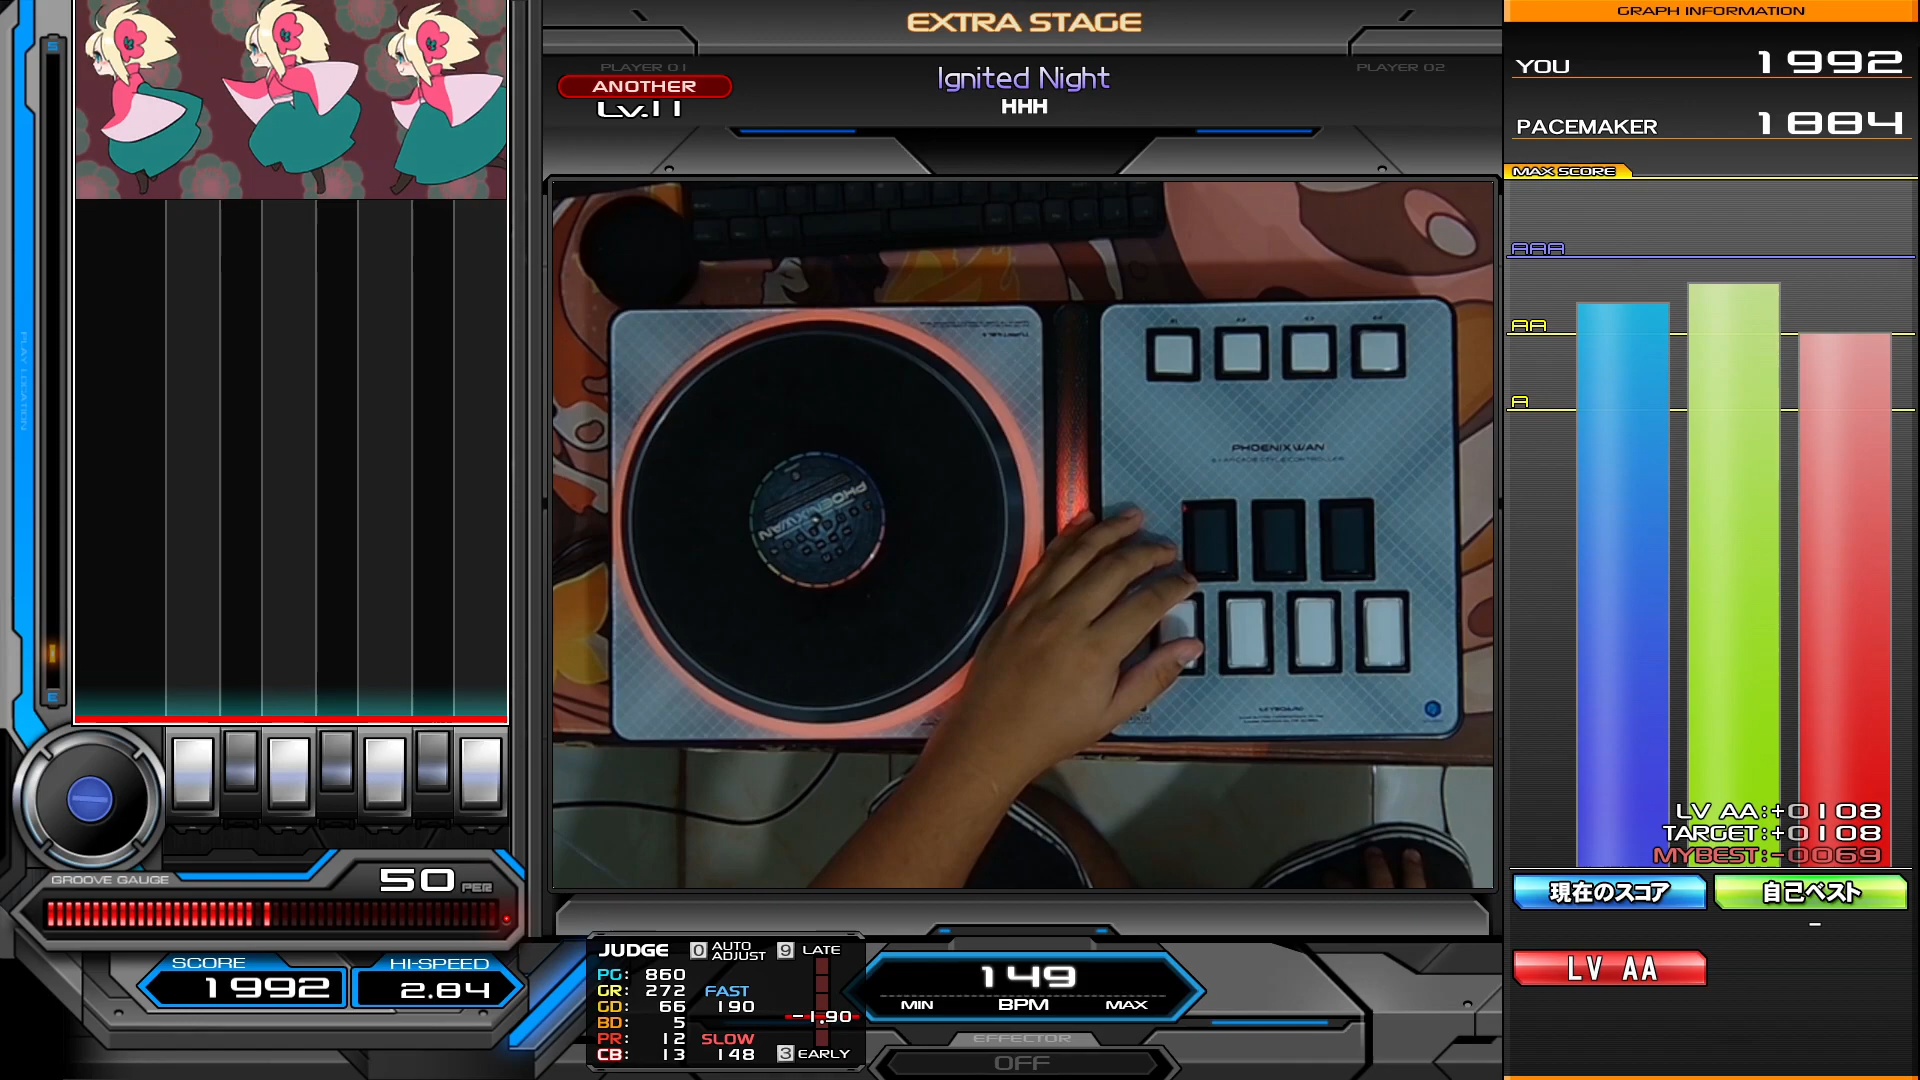 EXTRA STAGE
PLAYER 01
ANOTHER
LV.11
Ignited Night
HHH
PLAYER 02
GRAPH INFORMATION
YOU 1992
PACEMAKER 1884
MAX SCORE
AAA
AA
A
LV AA:+0108
TARGET:+0108
MYBEST:-0069
現在のスコア
自己ベスト
-
LV AA
S
PLAY LOCATION
E
PHOENIXWAN
PHOENIXWAN
GROOVE GAUGE
50 PER
SCORE
1992
HI-SPEED
2.84
JUDGE
0 AUTO ADJUST
9 LATE
PG: 860
GR: 272
GD: 66
BD: 5
PR: 12
CB: 13
FAST
190
SLOW
148
-1.90
3 EARLY
149
MIN BPM MAX
EFFECTOR
OFF